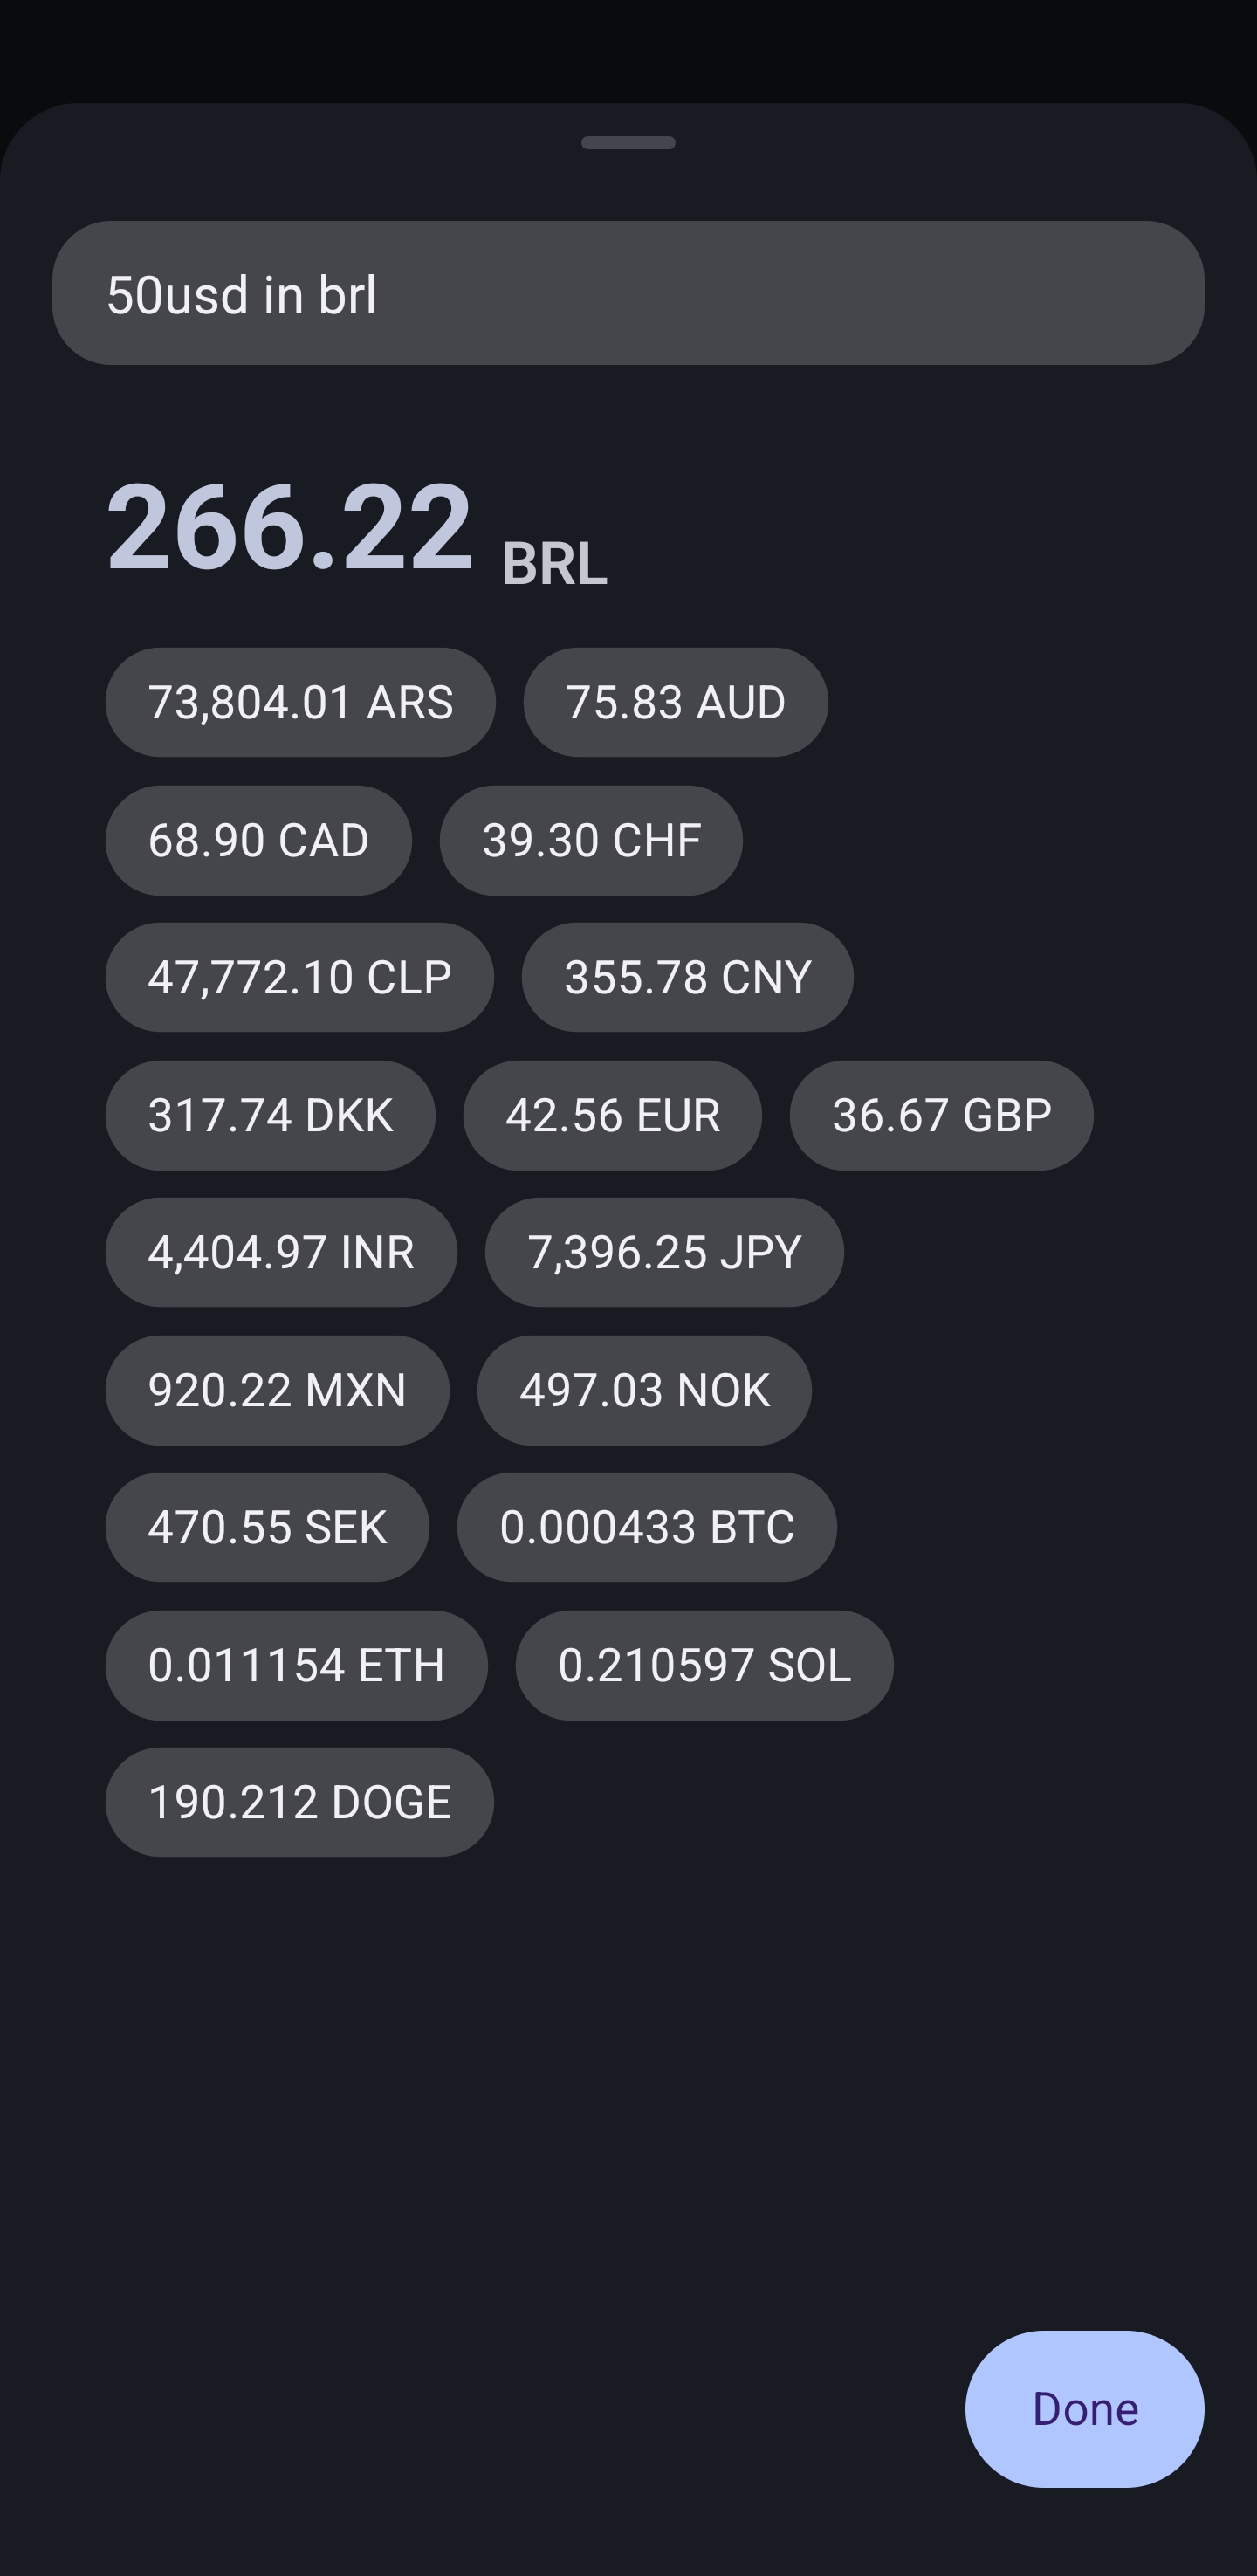 50usd in brl
266.22 BRL
73,804.01 ARS 75.83 AUD
68.90 CAD 39.30 CHF
47,772.10 CLP 355.78 CNY
317.74 DKK 42.56 EUR 36.67 GBP
4,404.97 INR 7,396.25 JPY
920.22 MXN 497.03 NOK
470.55 SEK 0.000433 BTC
0.011154 ETH 0.210597 SOL
190.212 DOGE
Done